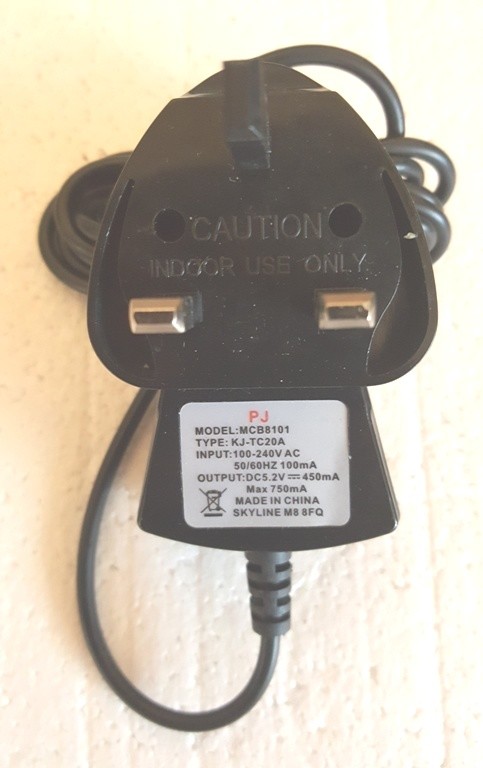 CAUTION
INDOOR USE ONLY
PJ
MODEL:MCB8101
TYPE: KJ-TC20A
INPUT:100-240V AC
50/60HZ 100mA
OUTPUT:DC5.2V ⎓ 450mA
Max 750mA
MADE IN CHINA
SKYLINE M8 8FQ